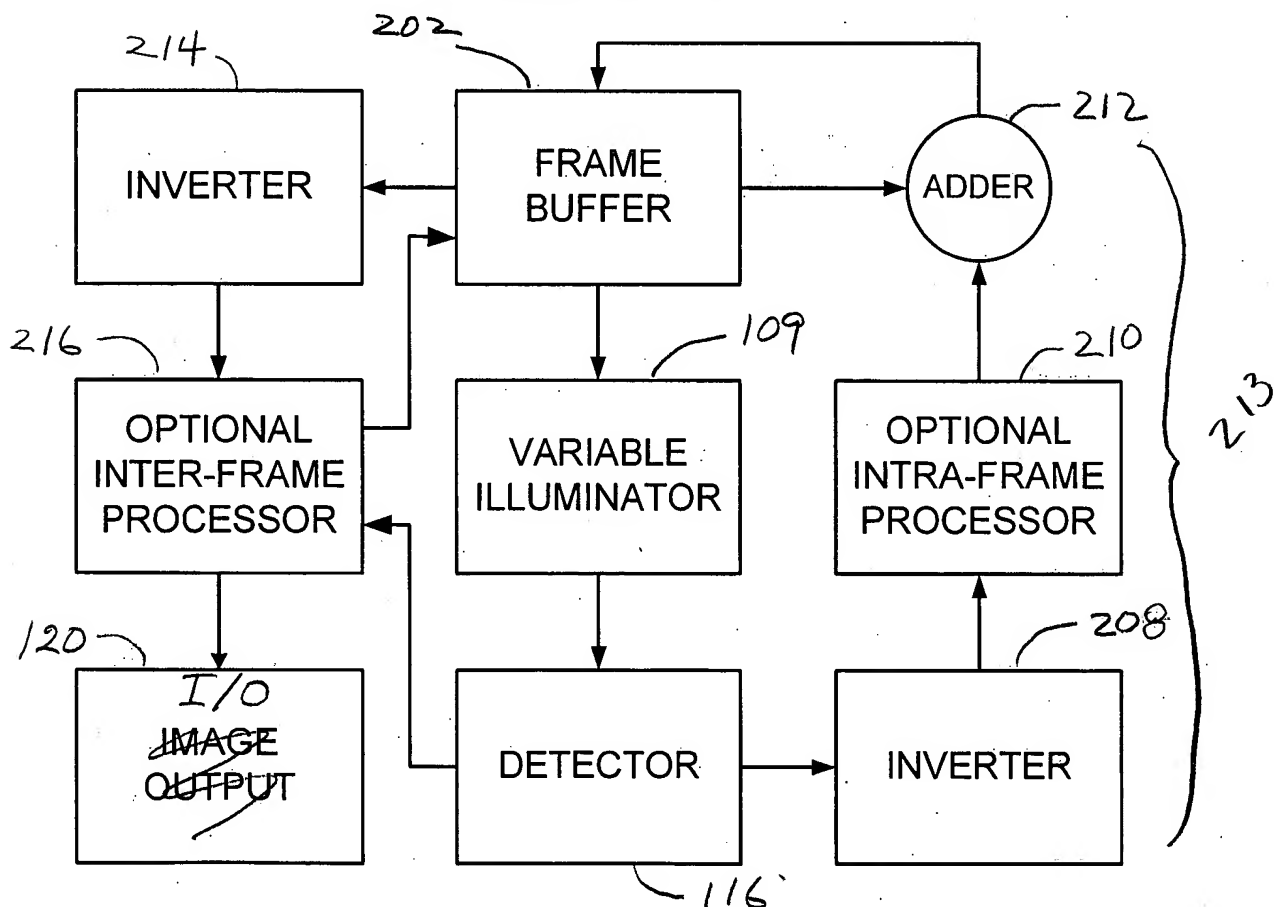 214
202
212
INVERTER
FRAME
BUFFER
ADDER
216
109
210
213
OPTIONAL
INTER-FRAME
PROCESSOR
VARIABLE
ILLUMINATOR
OPTIONAL
INTRA-FRAME
PROCESSOR
120
208
I/O
IMAGE
OUTPUT
DETECTOR
INVERTER
116